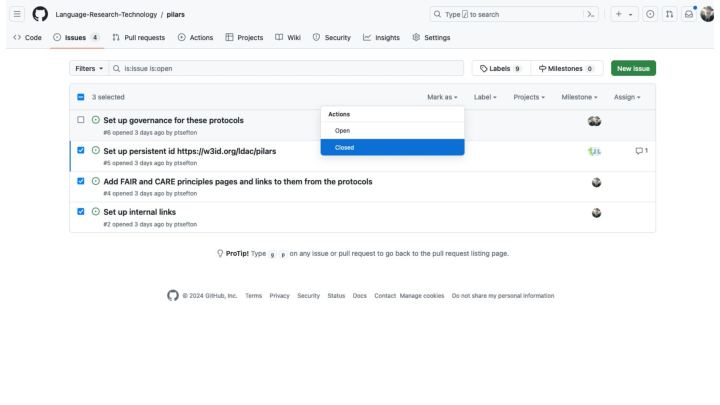 Language-Research-Technology / pilars
Type / to search
Code
Issues 4
Pull requests
Actions
Projects
Wiki
Security
Insights
Settings
Filters
is:issue is:open
Labels 9
Milestones 0
New issue
3 selected
Mark as
Label
Projects
Milestone
Assign
Actions
Open
Closed
Set up governance for these protocols
#6 opened 3 days ago by ptsefton
Set up persistent id https://w3id.org/ldac/pilars
1
#5 opened 3 days ago by ptsefton
Add FAIR and CARE principles pages and links to them from the protocols
#4 opened 3 days ago by ptsefton
Set up internal links
#2 opened 3 days ago by ptsefton
ProTip! Type g p on any issue or pull request to go back to the pull request listing page.
© 2024 GitHub, Inc. Terms Privacy Security Status Docs Contact Manage cookies Do not share my personal information